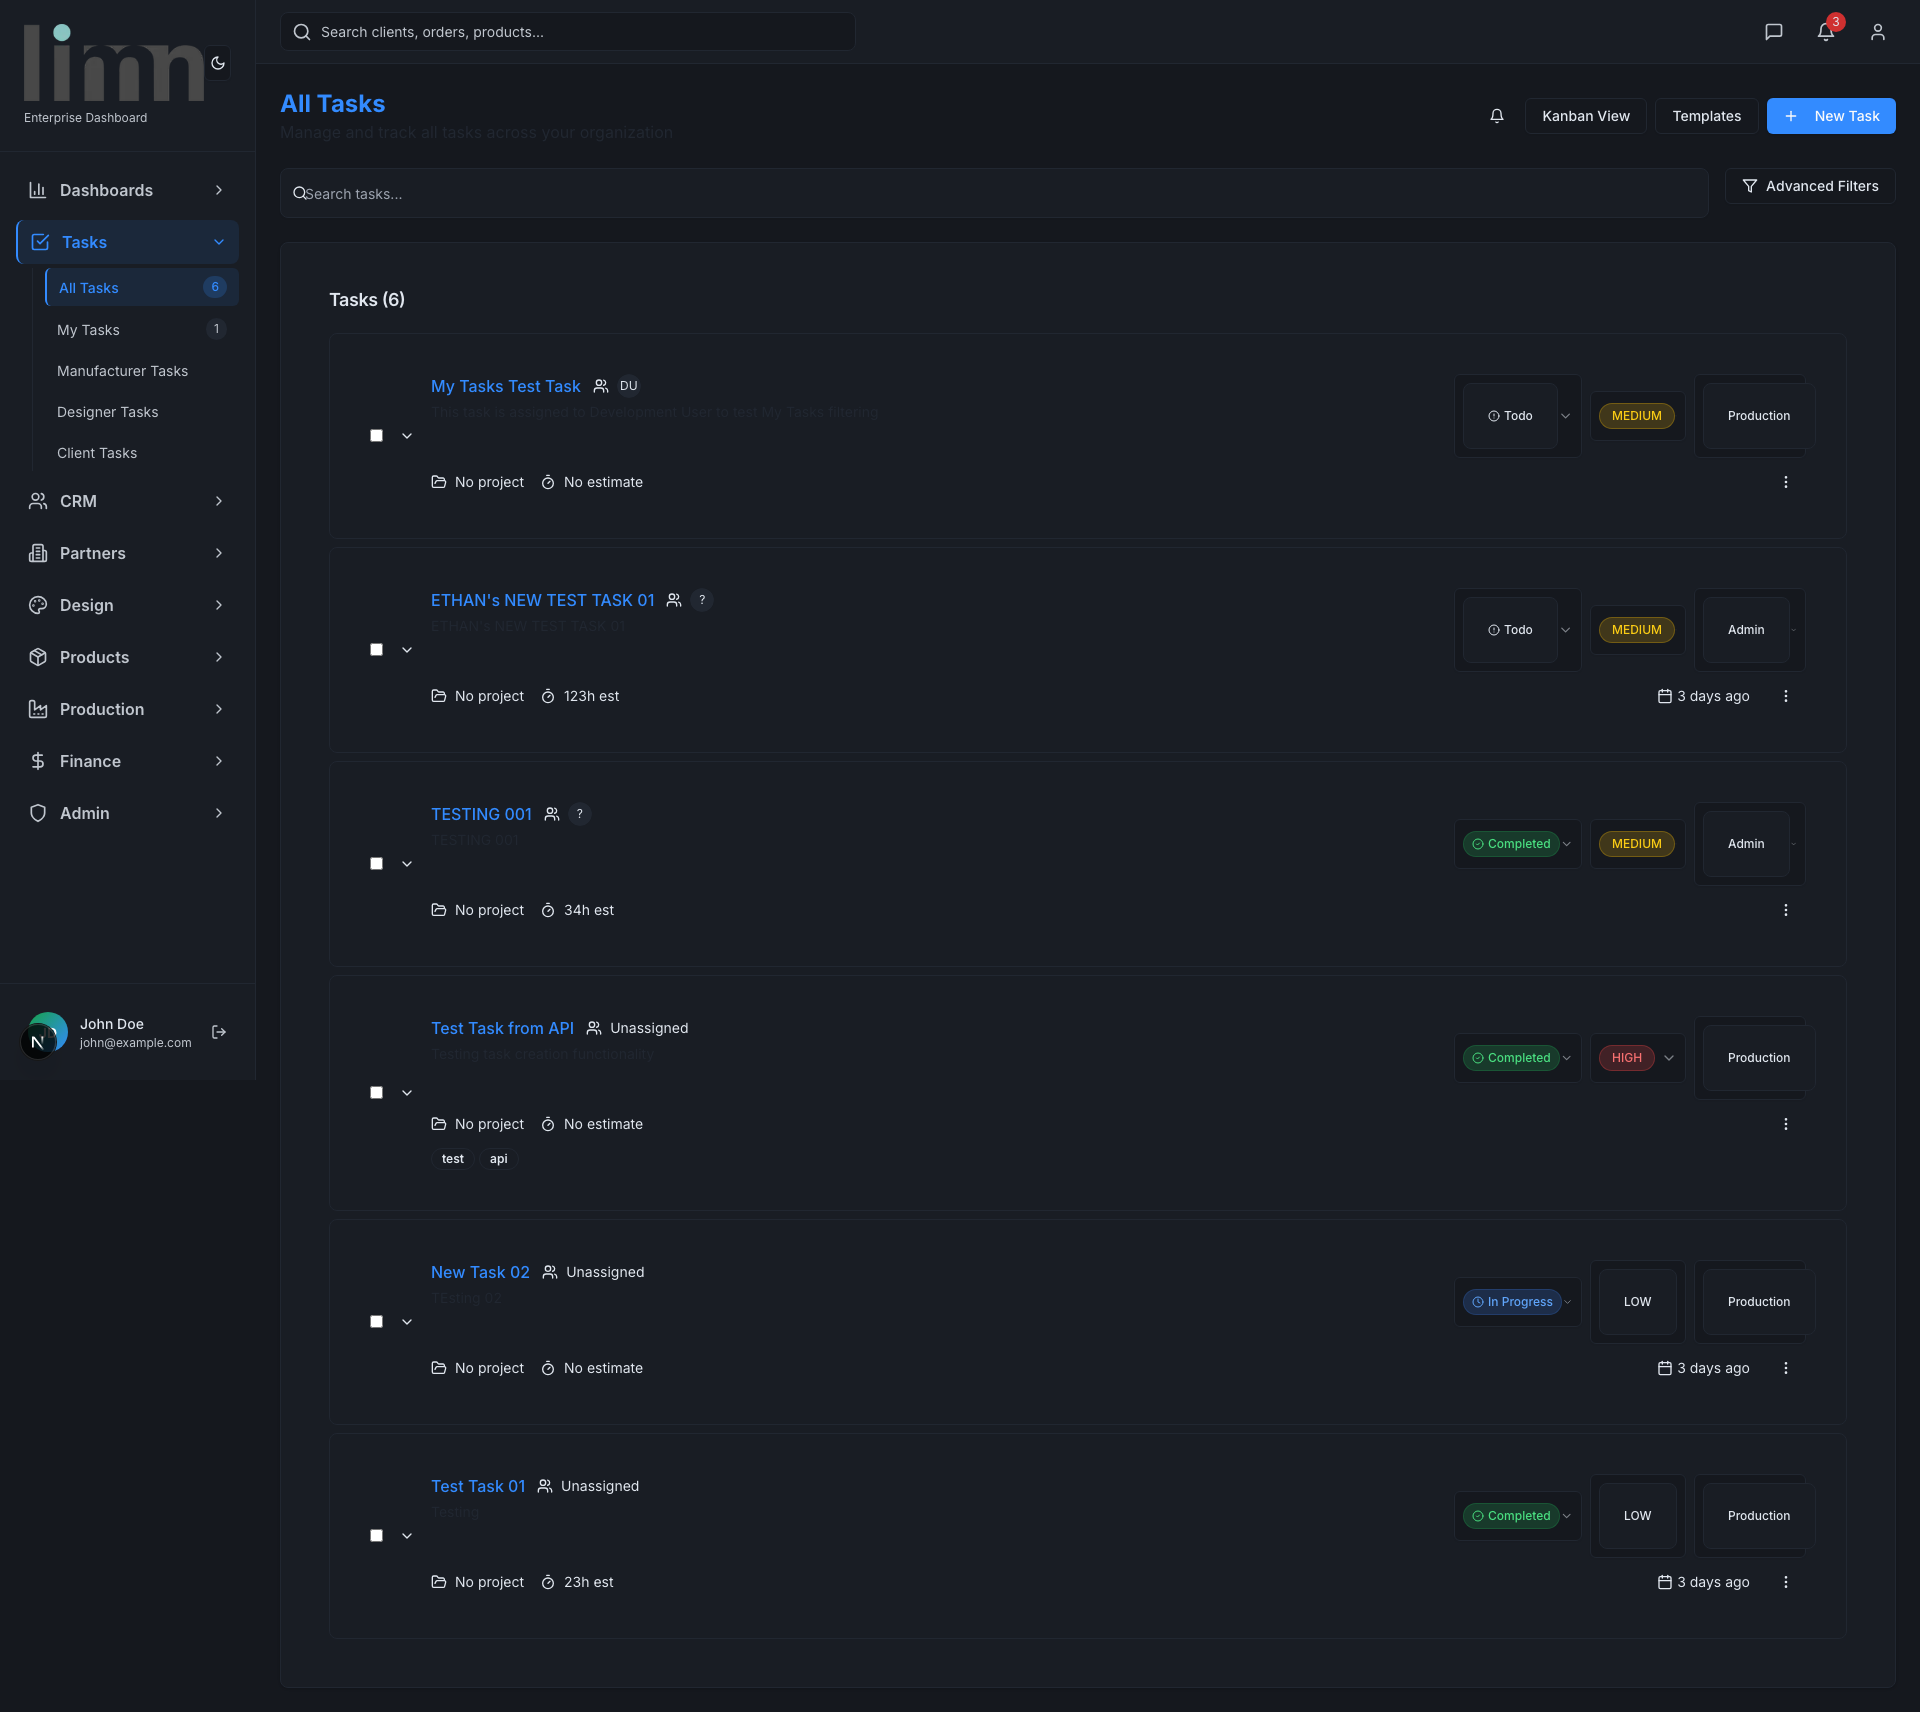 limn
Enterprise Dashboard
Search clients, orders, products...
3
Dashboards
Tasks
All Tasks 6
My Tasks 1
Manufacturer Tasks
Designer Tasks
Client Tasks
CRM
Partners
Design
Products
Production
Finance
Admin
N
John Doe
john@example.com
All Tasks
Manage and track all tasks across your organization
Kanban View
Templates
New Task
Search tasks...
Advanced Filters
Tasks (6)
My Tasks Test Task DU
This task is assigned to Development User to test My Tasks filtering
Todo MEDIUM Production
No project No estimate
ETHAN's NEW TEST TASK 01 ?
ETHAN's NEW TEST TASK 01
Todo MEDIUM Admin
No project 123h est 3 days ago
TESTING 001 ?
TESTING 001
Completed MEDIUM Admin
No project 34h est
Test Task from API Unassigned
Testing task creation functionality
Completed HIGH Production
No project No estimate
test api
New Task 02 Unassigned
TEsting 02
In Progress LOW Production
No project No estimate 3 days ago
Test Task 01 Unassigned
Testing
Completed LOW Production
No project 23h est 3 days ago